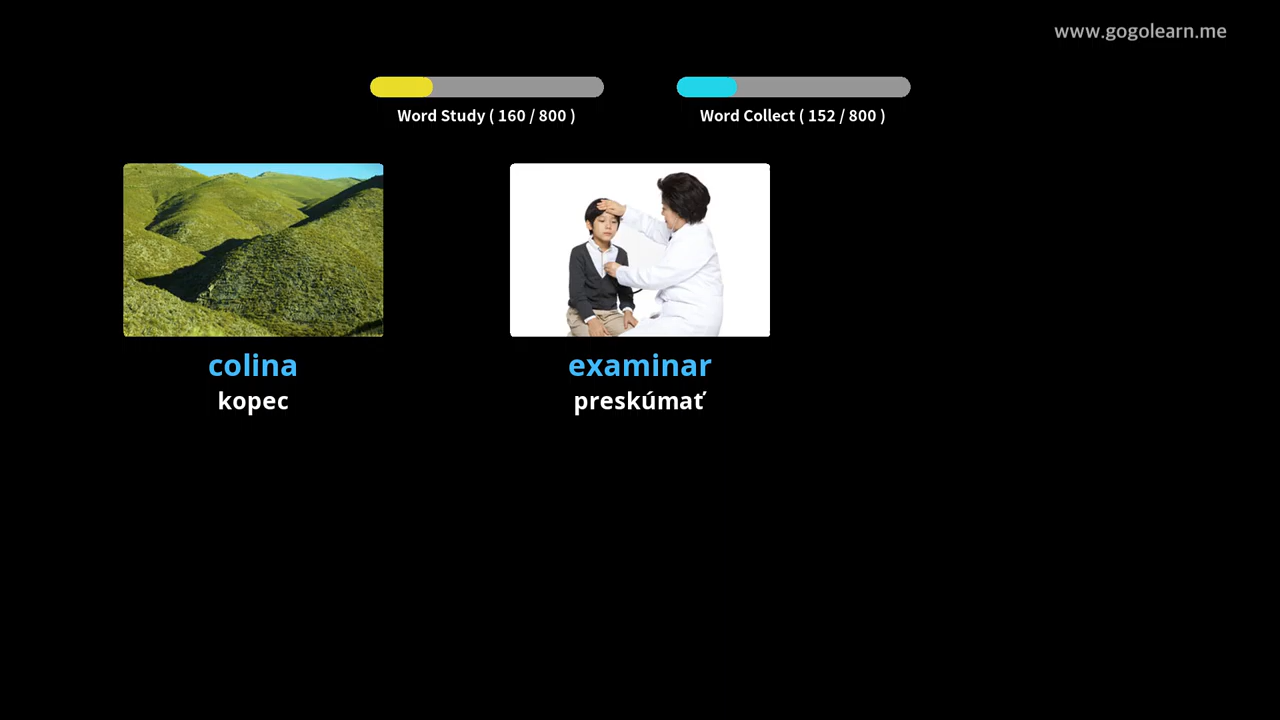 www.gogolearn.me
Word Study ( 160 / 800 )
Word Collect ( 152 / 800 )
colina
kopec
examinar
preskúmať